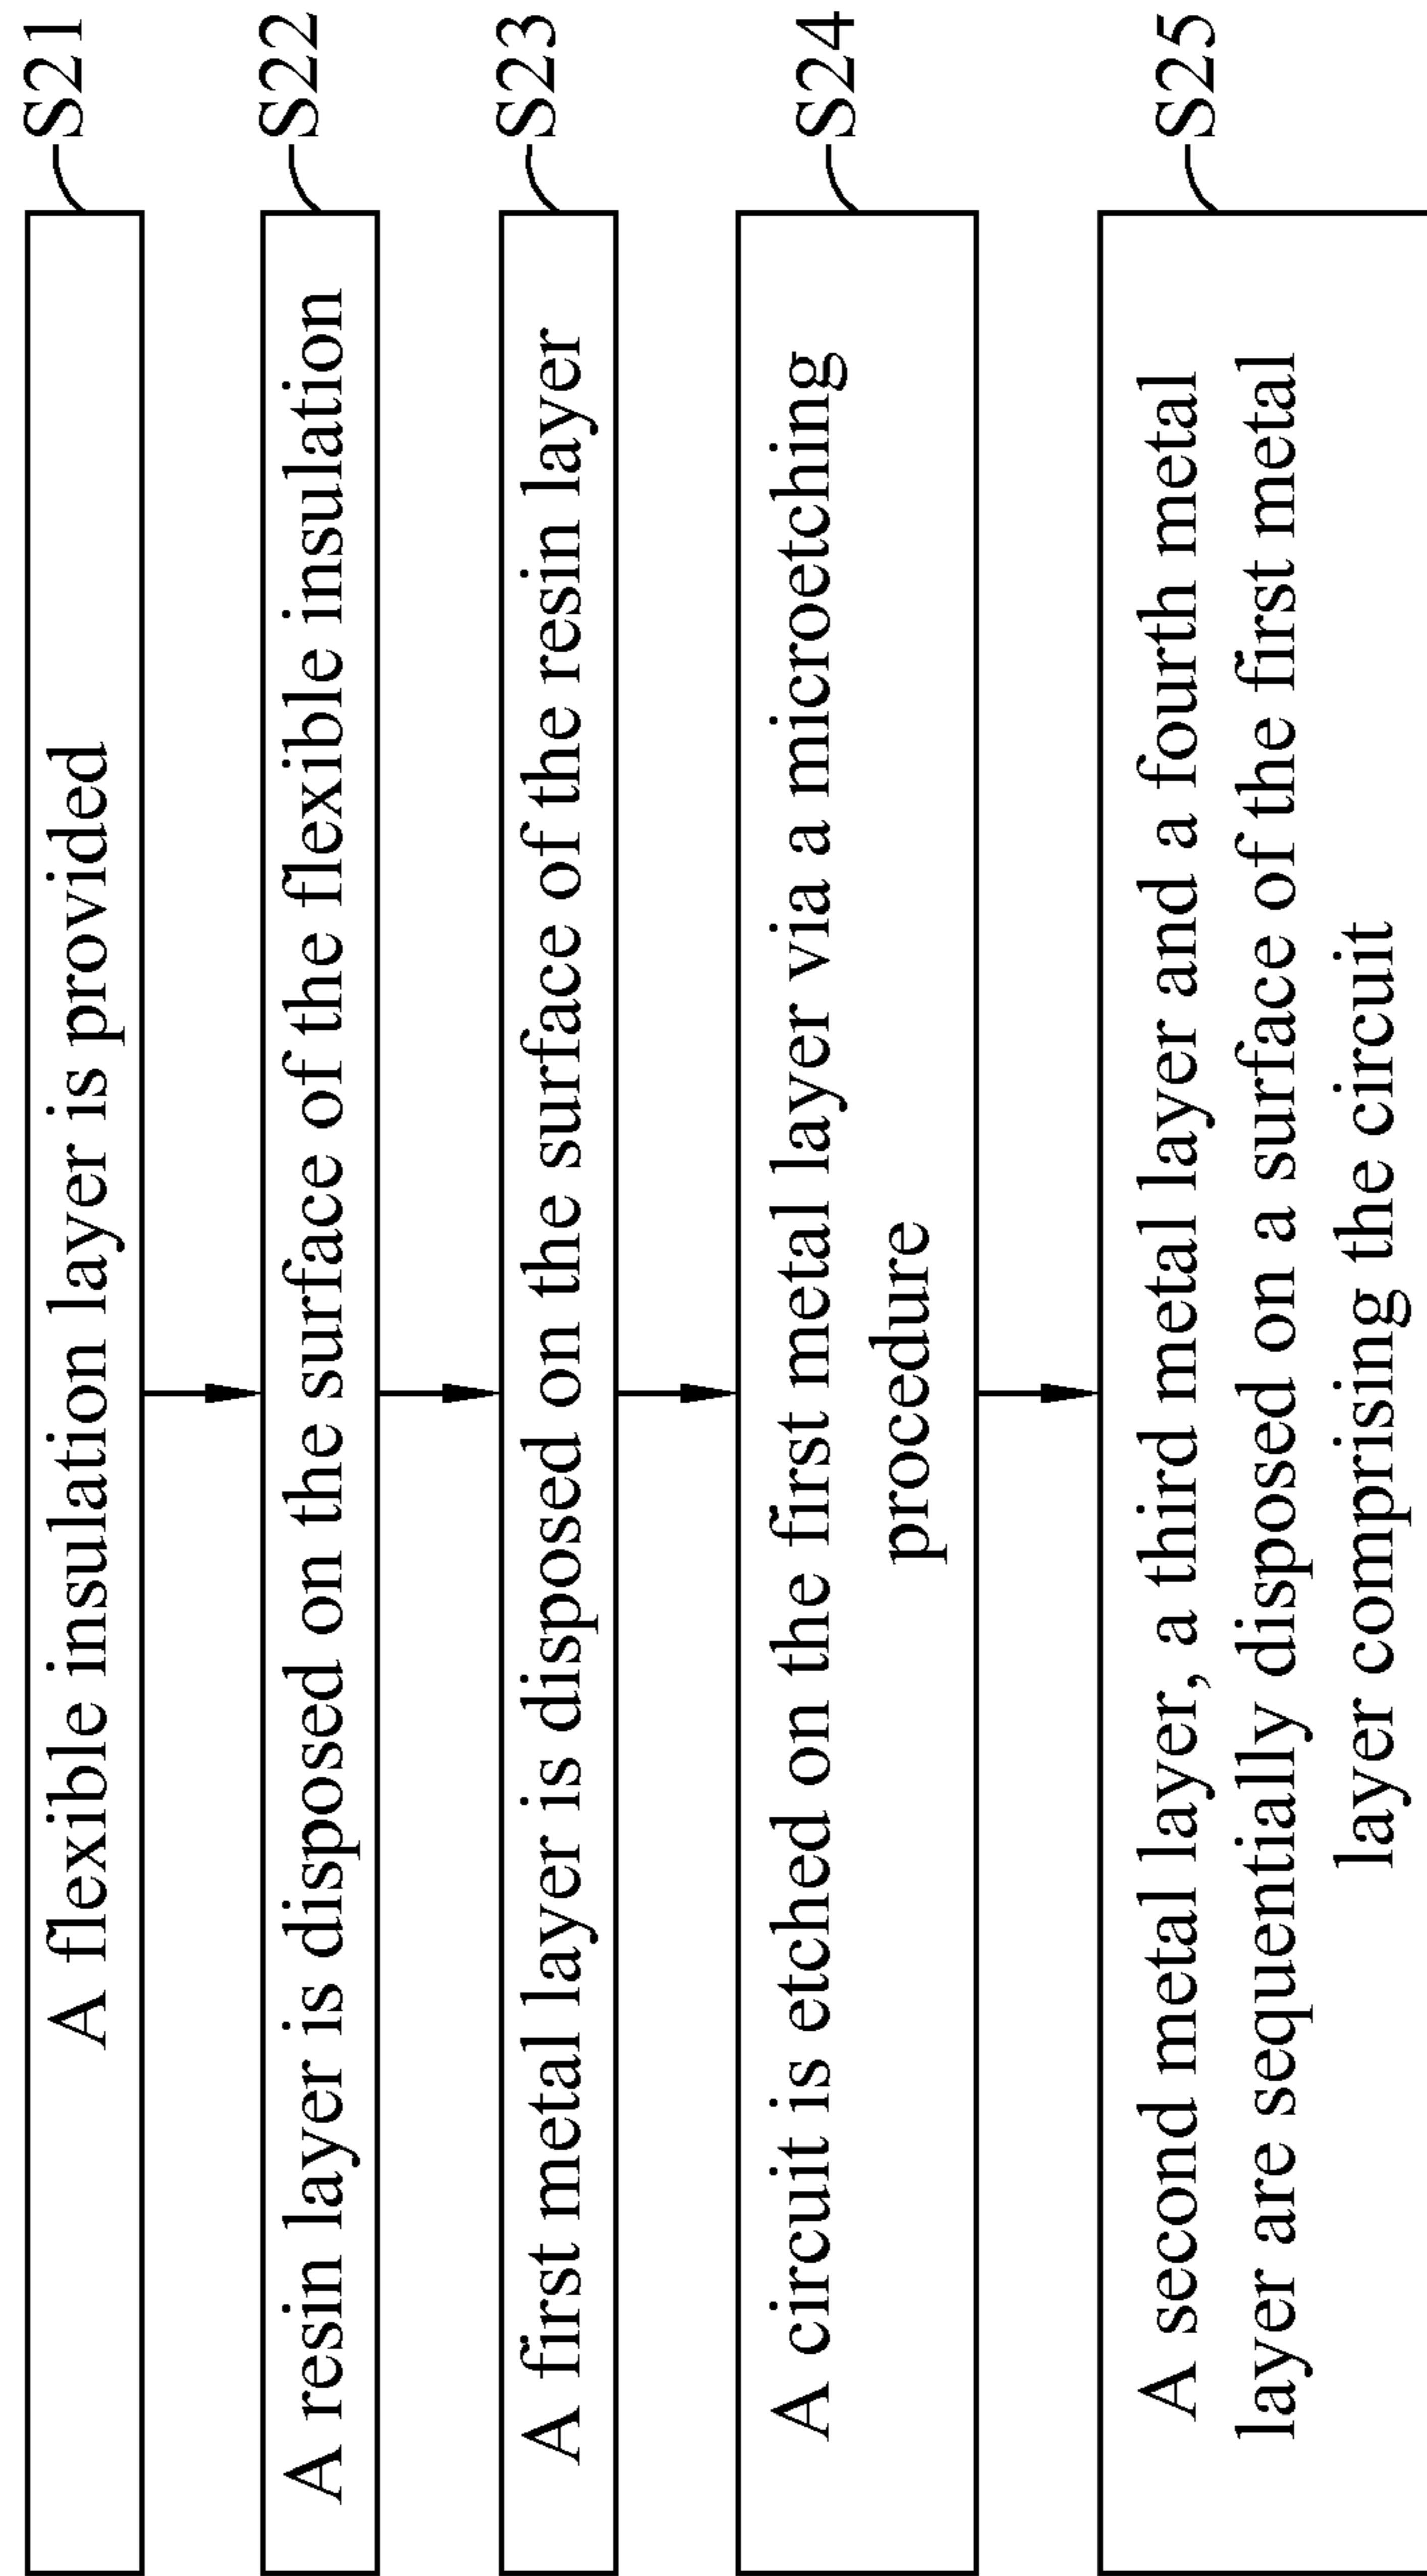 A flexible insulation layer is provided
S21
A resin layer is disposed on the surface of the flexible insulation
S22
A first metal layer is disposed on the surface of the resin layer
S23
A circuit is etched on the first metal layer via a microetching
procedure
S24
A second metal layer, a third metal layer and a fourth metal
layer are sequentially disposed on a surface of the first metal
layer comprising the circuit
S25